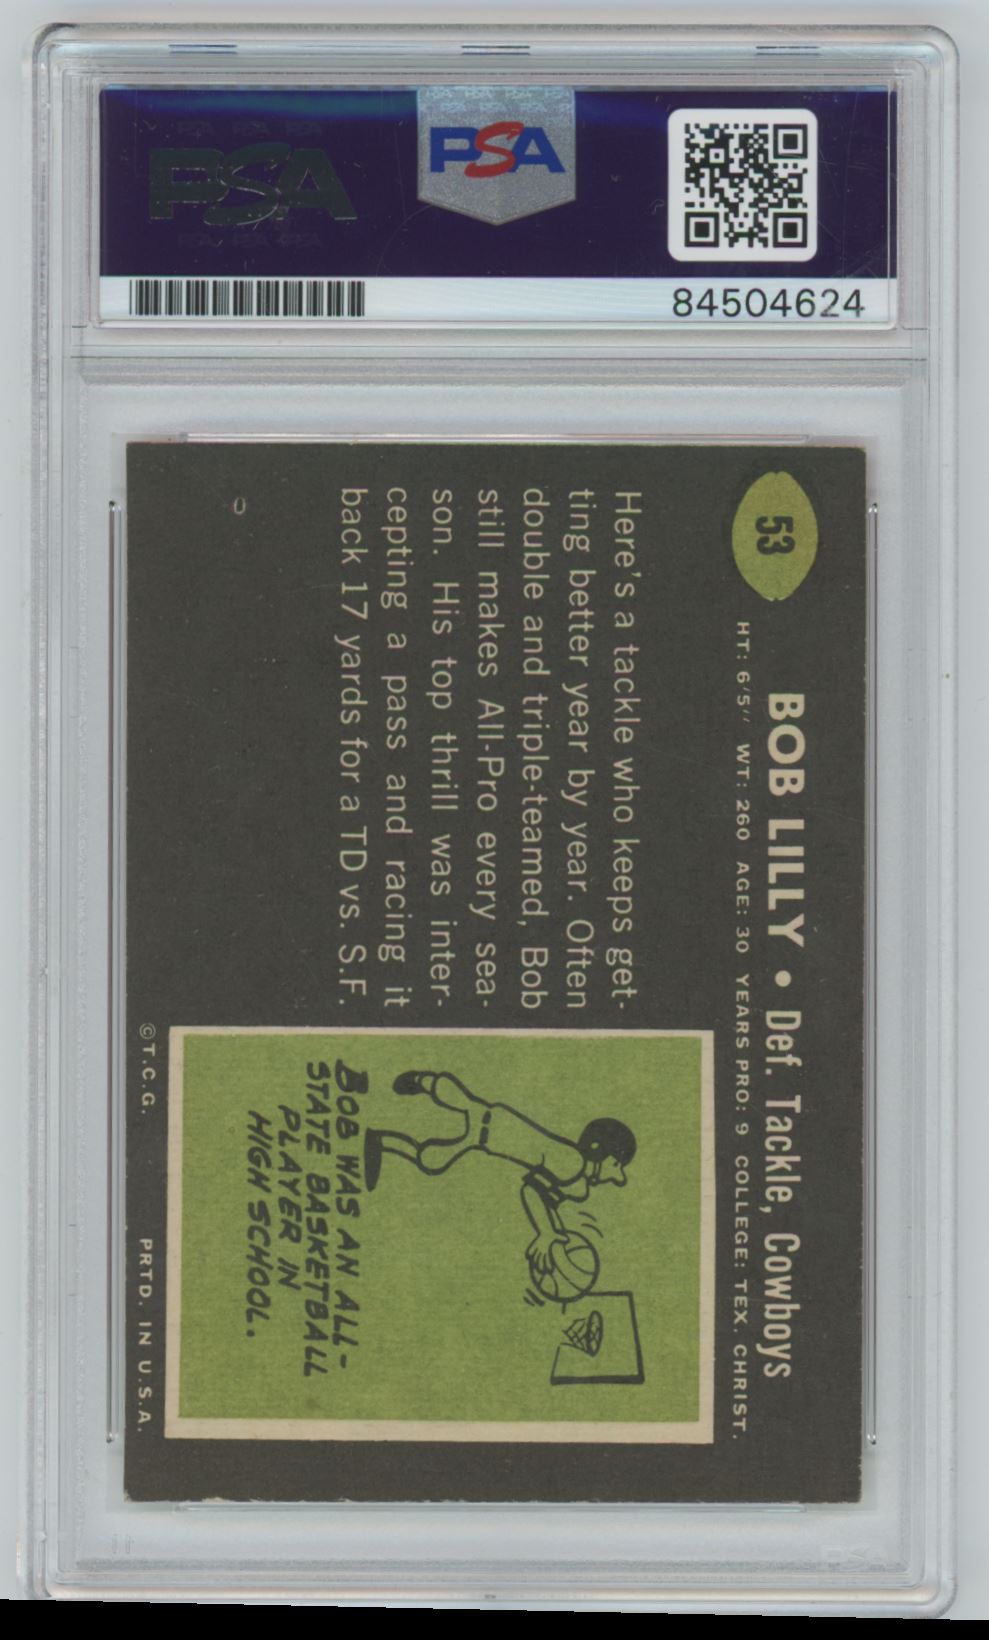 PSA
PSA
84504624
53
BOB LILLY • Def. Tackle, Cowboys
HT: 6'5" WT: 260 AGE: 30 YEARS PRO: 9 COLLEGE: TEX. CHRIST.
Here's a tackle who keeps get-
ting better year by year. Often
double and triple-teamed, Bob
still makes All-Pro every sea-
son. His top thrill was inter-
cepting a pass and racing it
back 17 yards for a TD vs. S.F.
BOB WAS AN ALL-
STATE BASKETBALL
PLAYER IN
HIGH SCHOOL.
©T.C.G. PRTD. IN U.S.A.
PSA